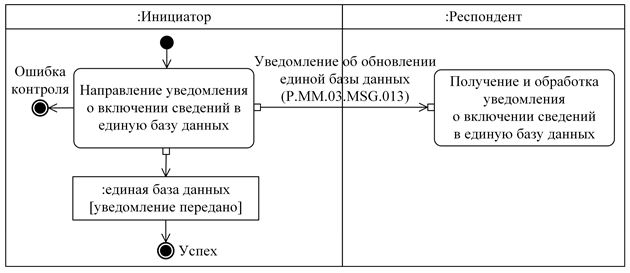 :Инициатор
:Респондент
Ошибка
контроля
Направление уведомления
о включении сведений в
единую базу данных
Уведомление об обновлении
единой базы данных
(P.MM.03.MSG.013)
Получение и обработка
уведомления
о включении сведений
в единую базу данных
:единая база данных
[уведомление передано]
Успех